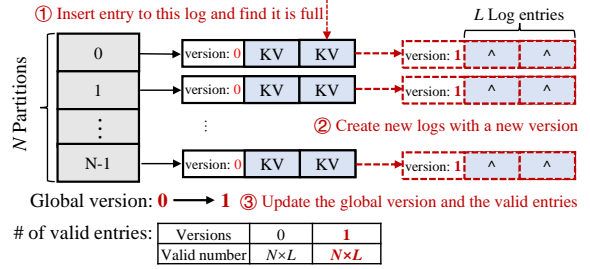 ① Insert entry to this log and find it is full
L Log entries
N Partitions
0 version: 0 KV KV version: 1 ^ ^
1 version: 0 KV KV version: 1 ^ ^
⋮ ⋮
② Create new logs with a new version
N-1 version: 0 KV KV version: 1 ^ ^
Global version: 0 → 1 ③ Update the global version and the valid entries
# of valid entries: Versions 0 1
Valid number N×L N×L